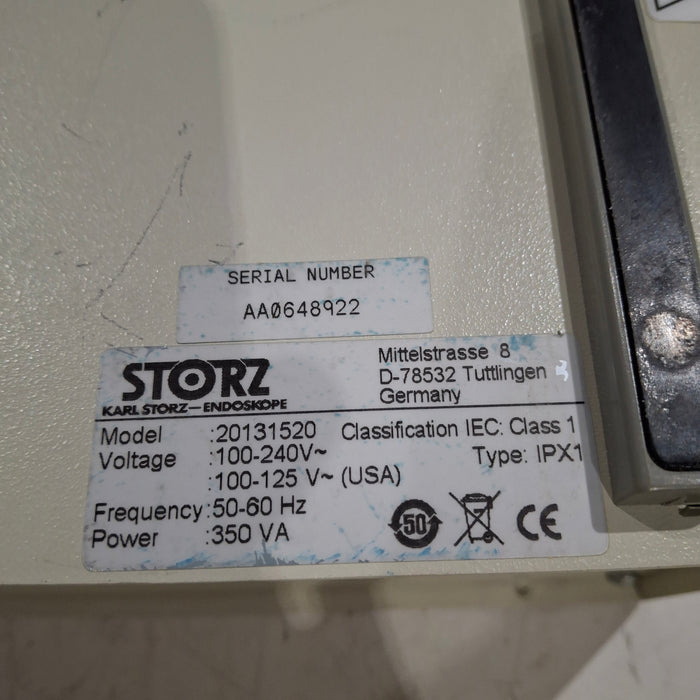 SERIAL NUMBER
AA0648922
STORZ
KARL STORZ—ENDOSKOPE
Mittelstrasse 8
D-78532 Tuttlingen
Germany
Model :20131520 Classification IEC: Class 1
Voltage :100-240V~ Type: IPX1
:100-125 V~ (USA)
Frequency:50-60 Hz
Power :350 VA
50
CE